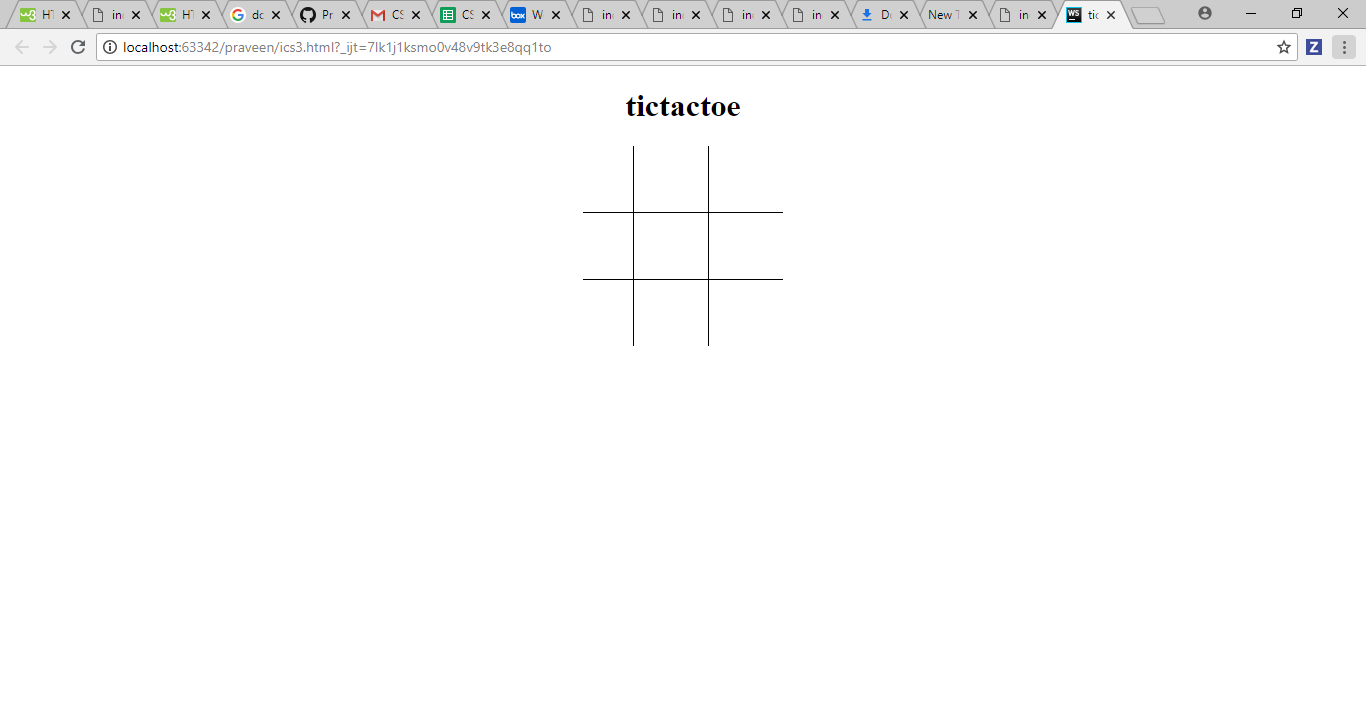 HT in HT dc Pr CS CS W in in in in D New T in tic
localhost:63342/praveen/ics3.html?_ijt=7lk1j1ksmo0v48v9tk3e8qq1to
tictactoe